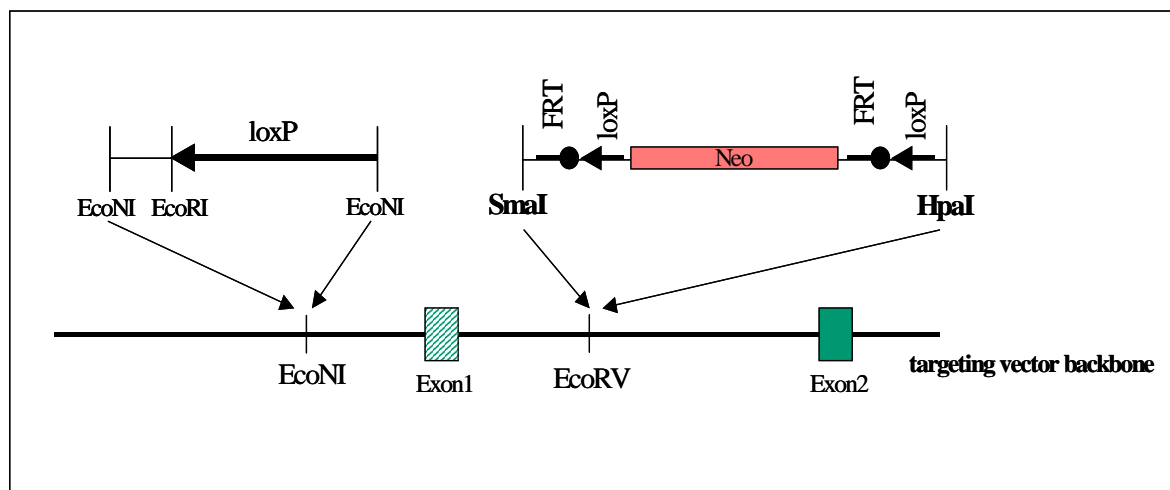 FRT loxP FRT loxP
loxP
Neo
EcoNI EcoRI EcoNI SmaI HpaI
EcoNI Exon1 EcoRV Exon2 targeting vector backbone